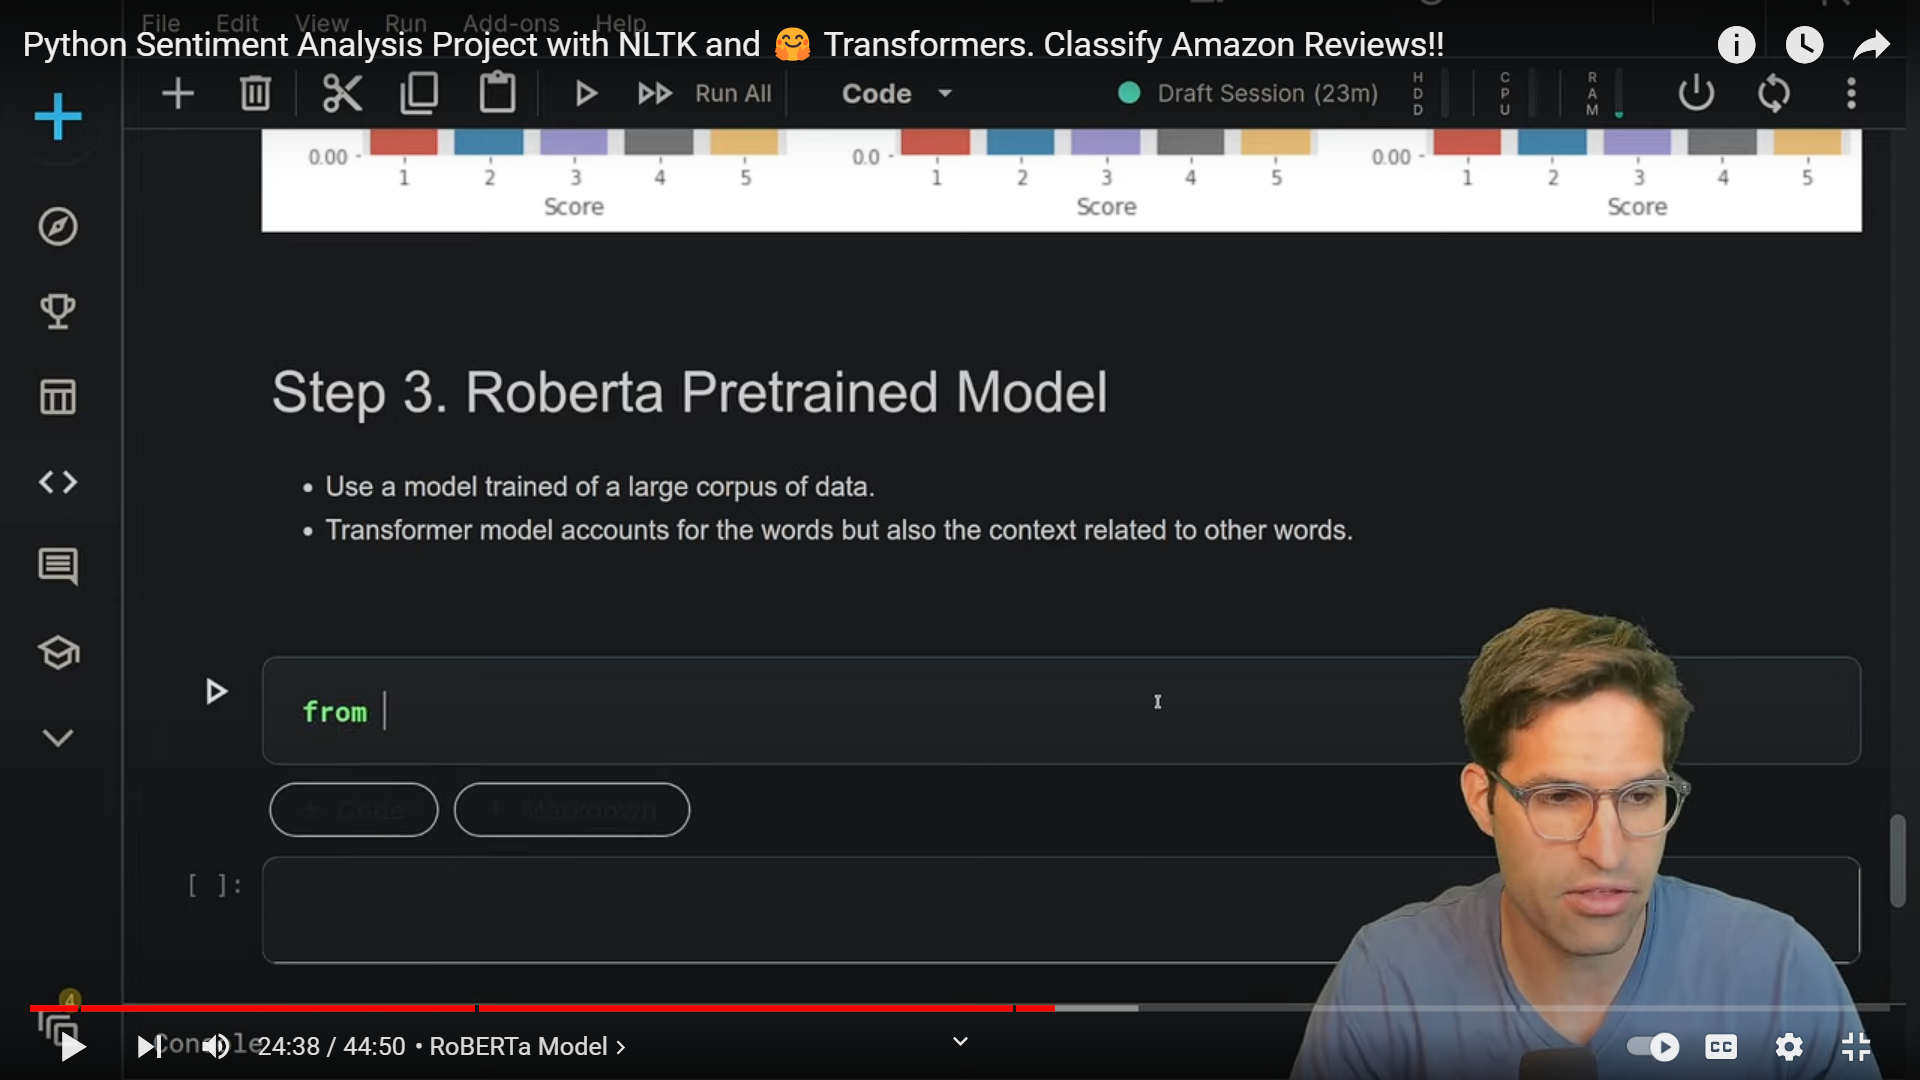 File Edit View Run Add-ons Help
Python Sentiment Analysis Project with NLTK and 🤗 Transformers. Classify Amazon Reviews!!
Run All Code Draft Session (23m) HDD CPU RAM
0.00 0.0 0.00
1 2 3 4 5 1 2 3 4 5 1 2 3 4 5
Score Score Score
Step 3. Roberta Pretrained Model
• Use a model trained of a large corpus of data.
• Transformer model accounts for the words but also the context related to other words.
from
+ Code + Markdown
[ ]:
4
Console
24:38 / 44:50 • RoBERTa Model >
CC